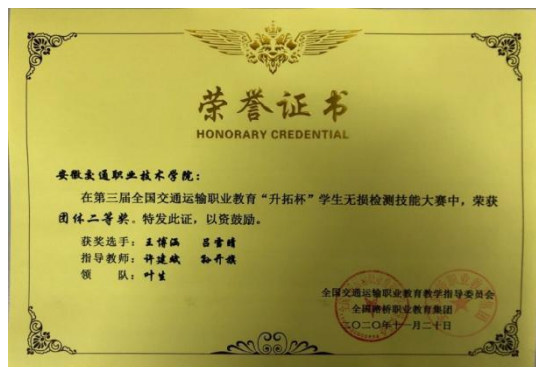 荣誉证书
HONORARY CREDENTIAL
安徽交通职业技术学院：
在第三届全国交通运输职业教育“升拓杯”学生无损检测技能大赛中，荣获
团体二等奖。特发此证，以资鼓励。
获奖选手：王博涵 吕雪晴
指导教师：许建斌 孙丹旗
领 队：叶生
全国交通运输职业教育教学指导委员会
全国路桥职业教育集团
二〇二〇年十一月二十日